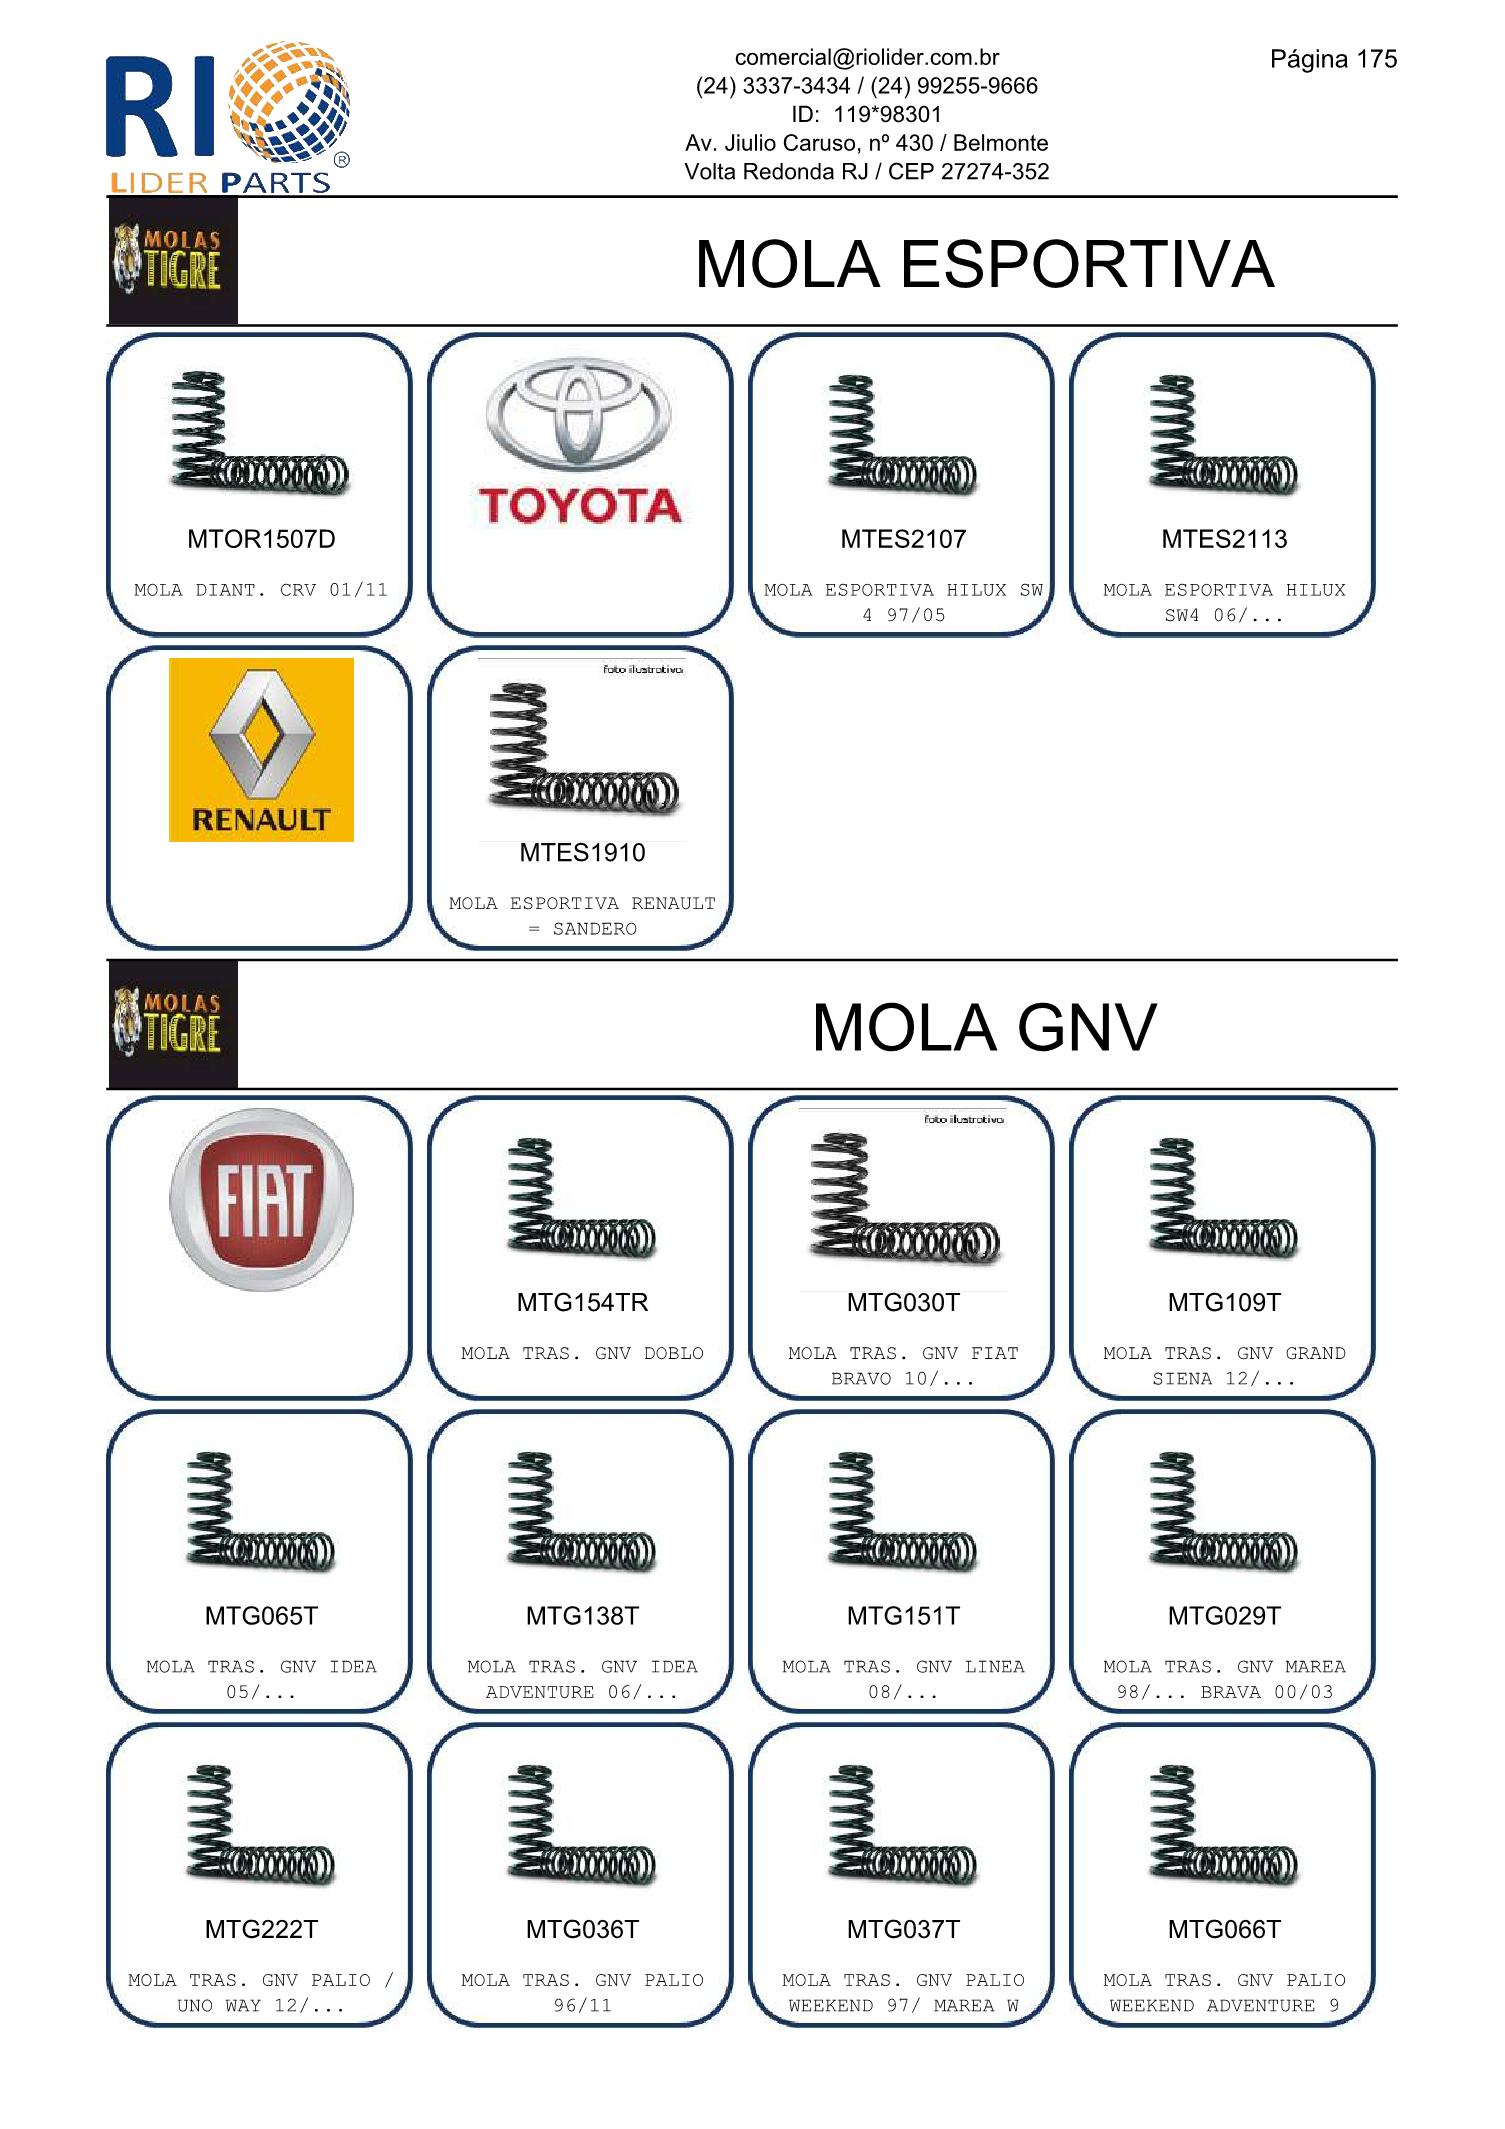 RIO
LIDER PARTS
®
comercial@riolider.com.br
(24) 3337-3434 / (24) 99255-9666
ID: 119*98301
Av. Jiulio Caruso, nº 430 / Belmonte
Volta Redonda RJ / CEP 27274-352
Página 175
MOLAS
TIGRE
MOLA ESPORTIVA
MTOR1507D
MOLA DIANT. CRV 01/11
TOYOTA
MTES2107
MOLA ESPORTIVA HILUX SW
4 97/05
MTES2113
MOLA ESPORTIVA HILUX
SW4 06/...
RENAULT
foto ilustrativa
MTES1910
MOLA ESPORTIVA RENAULT
= SANDERO
MOLAS
TIGRE
MOLA GNV
FIAT
MTG154TR
MOLA TRAS. GNV DOBLO
foto ilustrativa
MTG030T
MOLA TRAS. GNV FIAT
BRAVO 10/...
MTG109T
MOLA TRAS. GNV GRAND
SIENA 12/...
MTG065T
MOLA TRAS. GNV IDEA
05/...
MTG138T
MOLA TRAS. GNV IDEA
ADVENTURE 06/...
MTG151T
MOLA TRAS. GNV LINEA
08/...
MTG029T
MOLA TRAS. GNV MAREA
98/... BRAVA 00/03
MTG222T
MOLA TRAS. GNV PALIO /
UNO WAY 12/...
MTG036T
MOLA TRAS. GNV PALIO
96/11
MTG037T
MOLA TRAS. GNV PALIO
WEEKEND 97/ MAREA W
MTG066T
MOLA TRAS. GNV PALIO
WEEKEND ADVENTURE 9